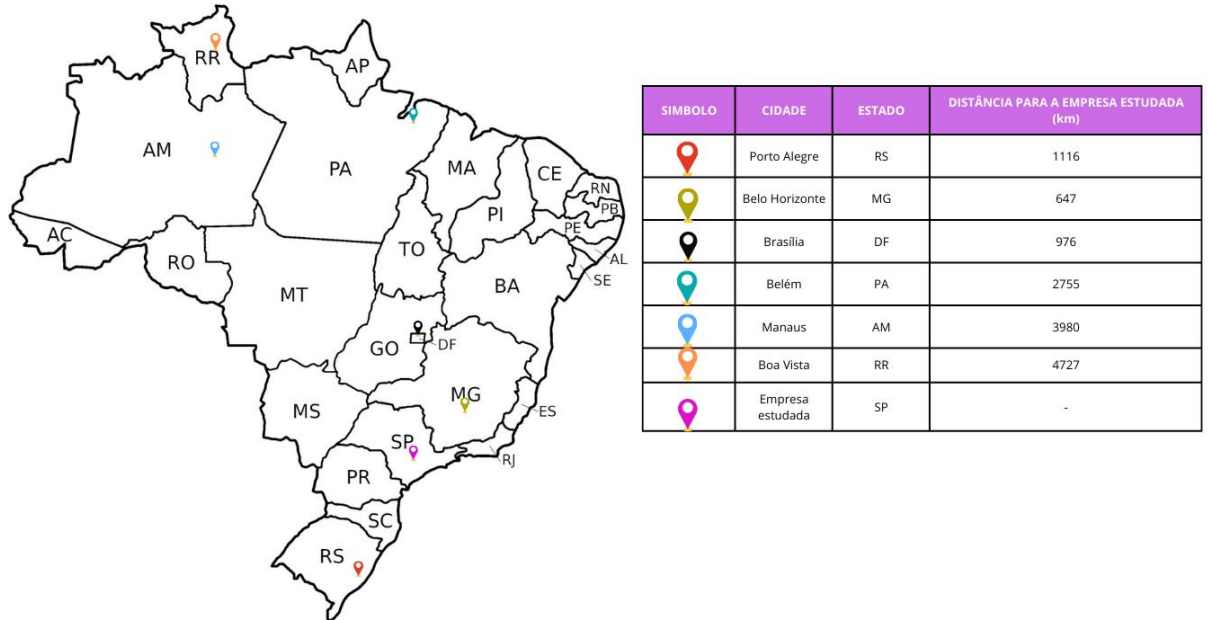 RR
AP
AM
PA
MA
CE
RN
PB
PI
PE
AC
AL
TO
RO
SE
BA
MT
GO
DF
MG
MS
ES
SP
RJ
PR
SC
RS
SIMBOLO CIDADE ESTADO DISTÂNCIA PARA A EMPRESA ESTUDADA
(km)
Porto Alegre RS 1116
Belo Horizonte MG 647
Brasília DF 976
Belém PA 2755
Manaus AM 3980
Boa Vista RR 4727
Empresa
estudada SP -